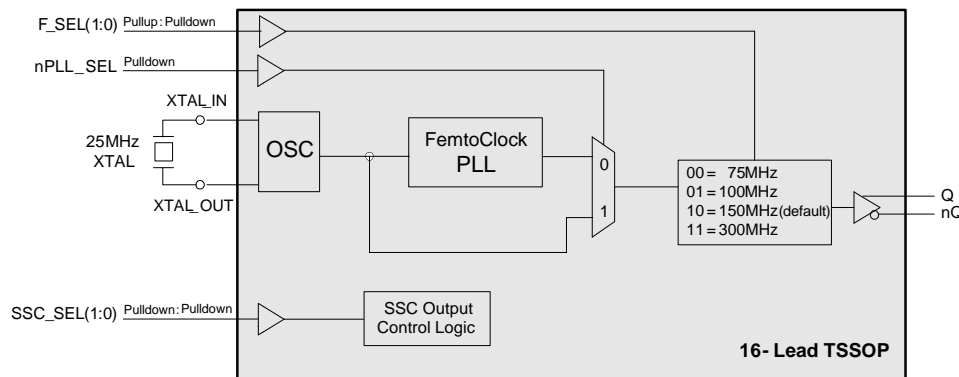 F_SEL(1:0) Pullup:Pulldown
nPLL_SEL Pulldown
XTAL_IN
25MHz
XTAL
XTAL_OUT
OSC
FemtoClock
PLL
0
1
00 = 75MHz
01 = 100MHz
10 = 150MHz(default)
11 = 300MHz
Q
nQ
SSC_SEL(1:0) Pulldown:Pulldown
SSC Output
Control Logic
16- Lead TSSOP